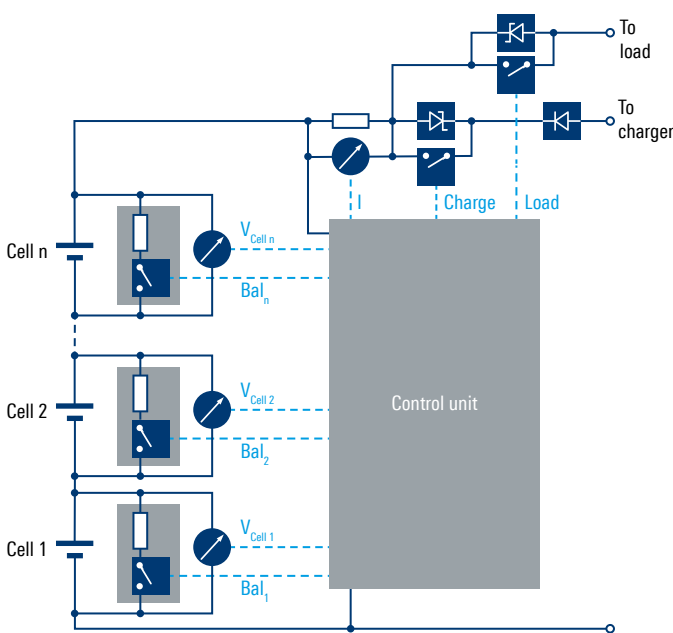 To
load
To
charger
I
Charge
Load
V Cell n
Cell n
Bal n
V Cell 2
Cell 2
Control unit
Bal 2
V Cell 1
Cell 1
Bal 1